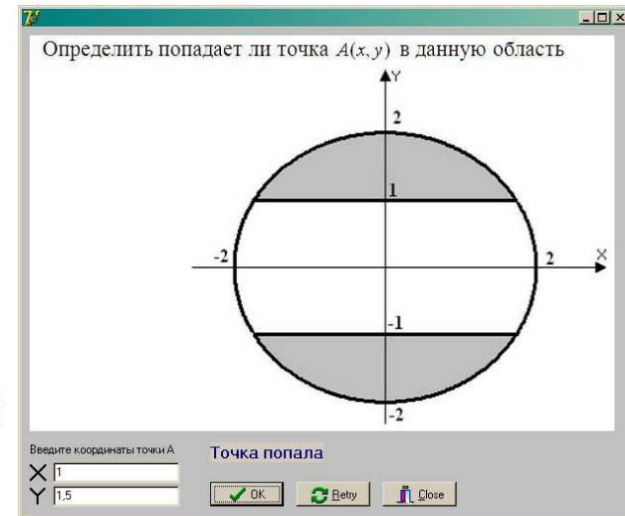 Определить попадает ли точка A(x, y) в данную область
Y
2
1
-2
2
X
-1
-2
Введите координаты точки A
X 1
Y 1,5
Точка попала
OK
Retry
Close